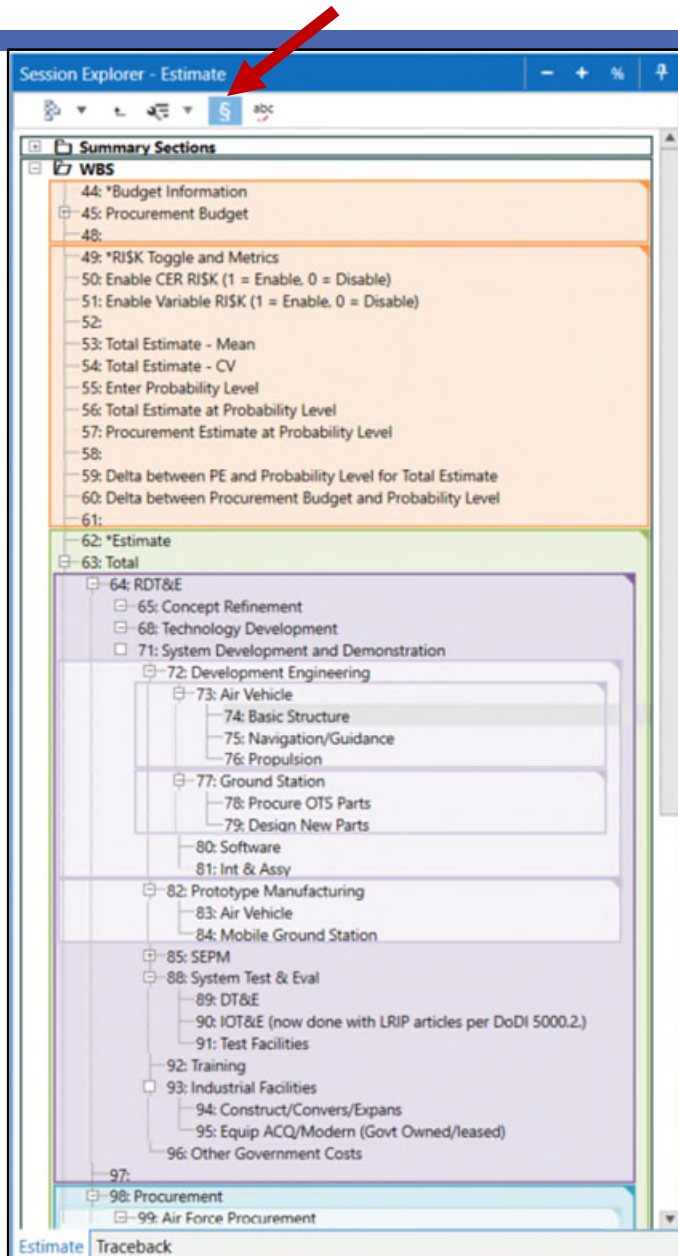 Session Explorer - Estimate
§ abc
Summary Sections
WBS
44: *Budget Information
45: Procurement Budget
48:
49: *RI$K Toggle and Metrics
50: Enable CER RI$K (1 = Enable, 0 = Disable)
51: Enable Variable RI$K (1 = Enable, 0 = Disable)
52:
53: Total Estimate - Mean
54: Total Estimate - CV
55: Enter Probability Level
56: Total Estimate at Probability Level
57: Procurement Estimate at Probability Level
58:
59: Delta between PE and Probability Level for Total Estimate
60: Delta between Procurement Budget and Probability Level
61:
62: *Estimate
63: Total
64: RDT&E
65: Concept Refinement
68: Technology Development
71: System Development and Demonstration
72: Development Engineering
73: Air Vehicle
74: Basic Structure
75: Navigation/Guidance
76: Propulsion
77: Ground Station
78: Procure OTS Parts
79: Design New Parts
80: Software
81: Int & Assy
82: Prototype Manufacturing
83: Air Vehicle
84: Mobile Ground Station
85: SEPM
88: System Test & Eval
89: DT&E
90: IOT&E (now done with LRIP articles per DoDI 5000.2.)
91: Test Facilities
92: Training
93: Industrial Facilities
94: Construct/Convers/Expans
95: Equip ACQ/Modern (Govt Owned/leased)
96: Other Government Costs
97:
98: Procurement
99: Air Force Procurement
Estimate Traceback